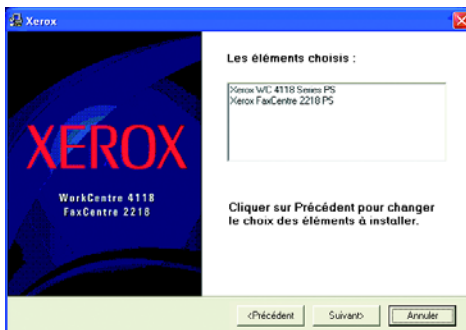 Xerox
Les éléments choisis :
Xerox WC 4118 Series PS
Xerox FaxCentre 2218 PS
XEROX
WorkCentre 4118
FaxCentre 2218
Cliquer sur Précédent pour changer
le choix des éléments à installer.
<Précédent
Suivant>
Annuler